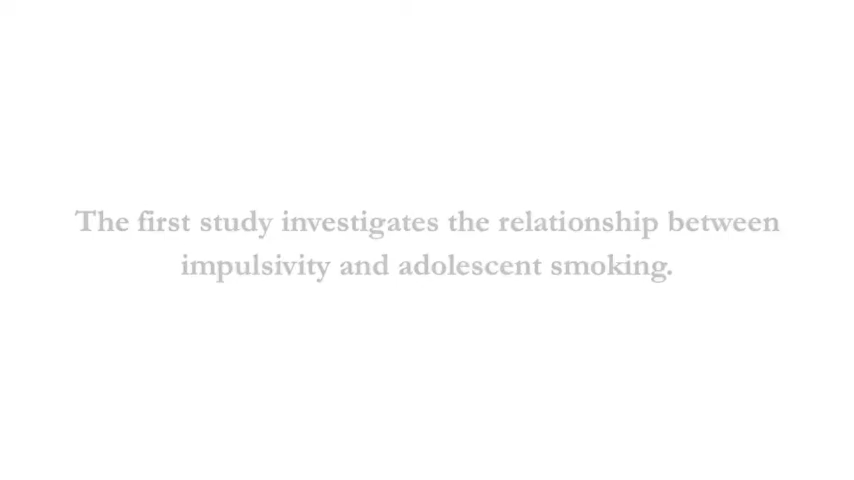 The first study investigates the relationship between
impulsivity and adolescent smoking.